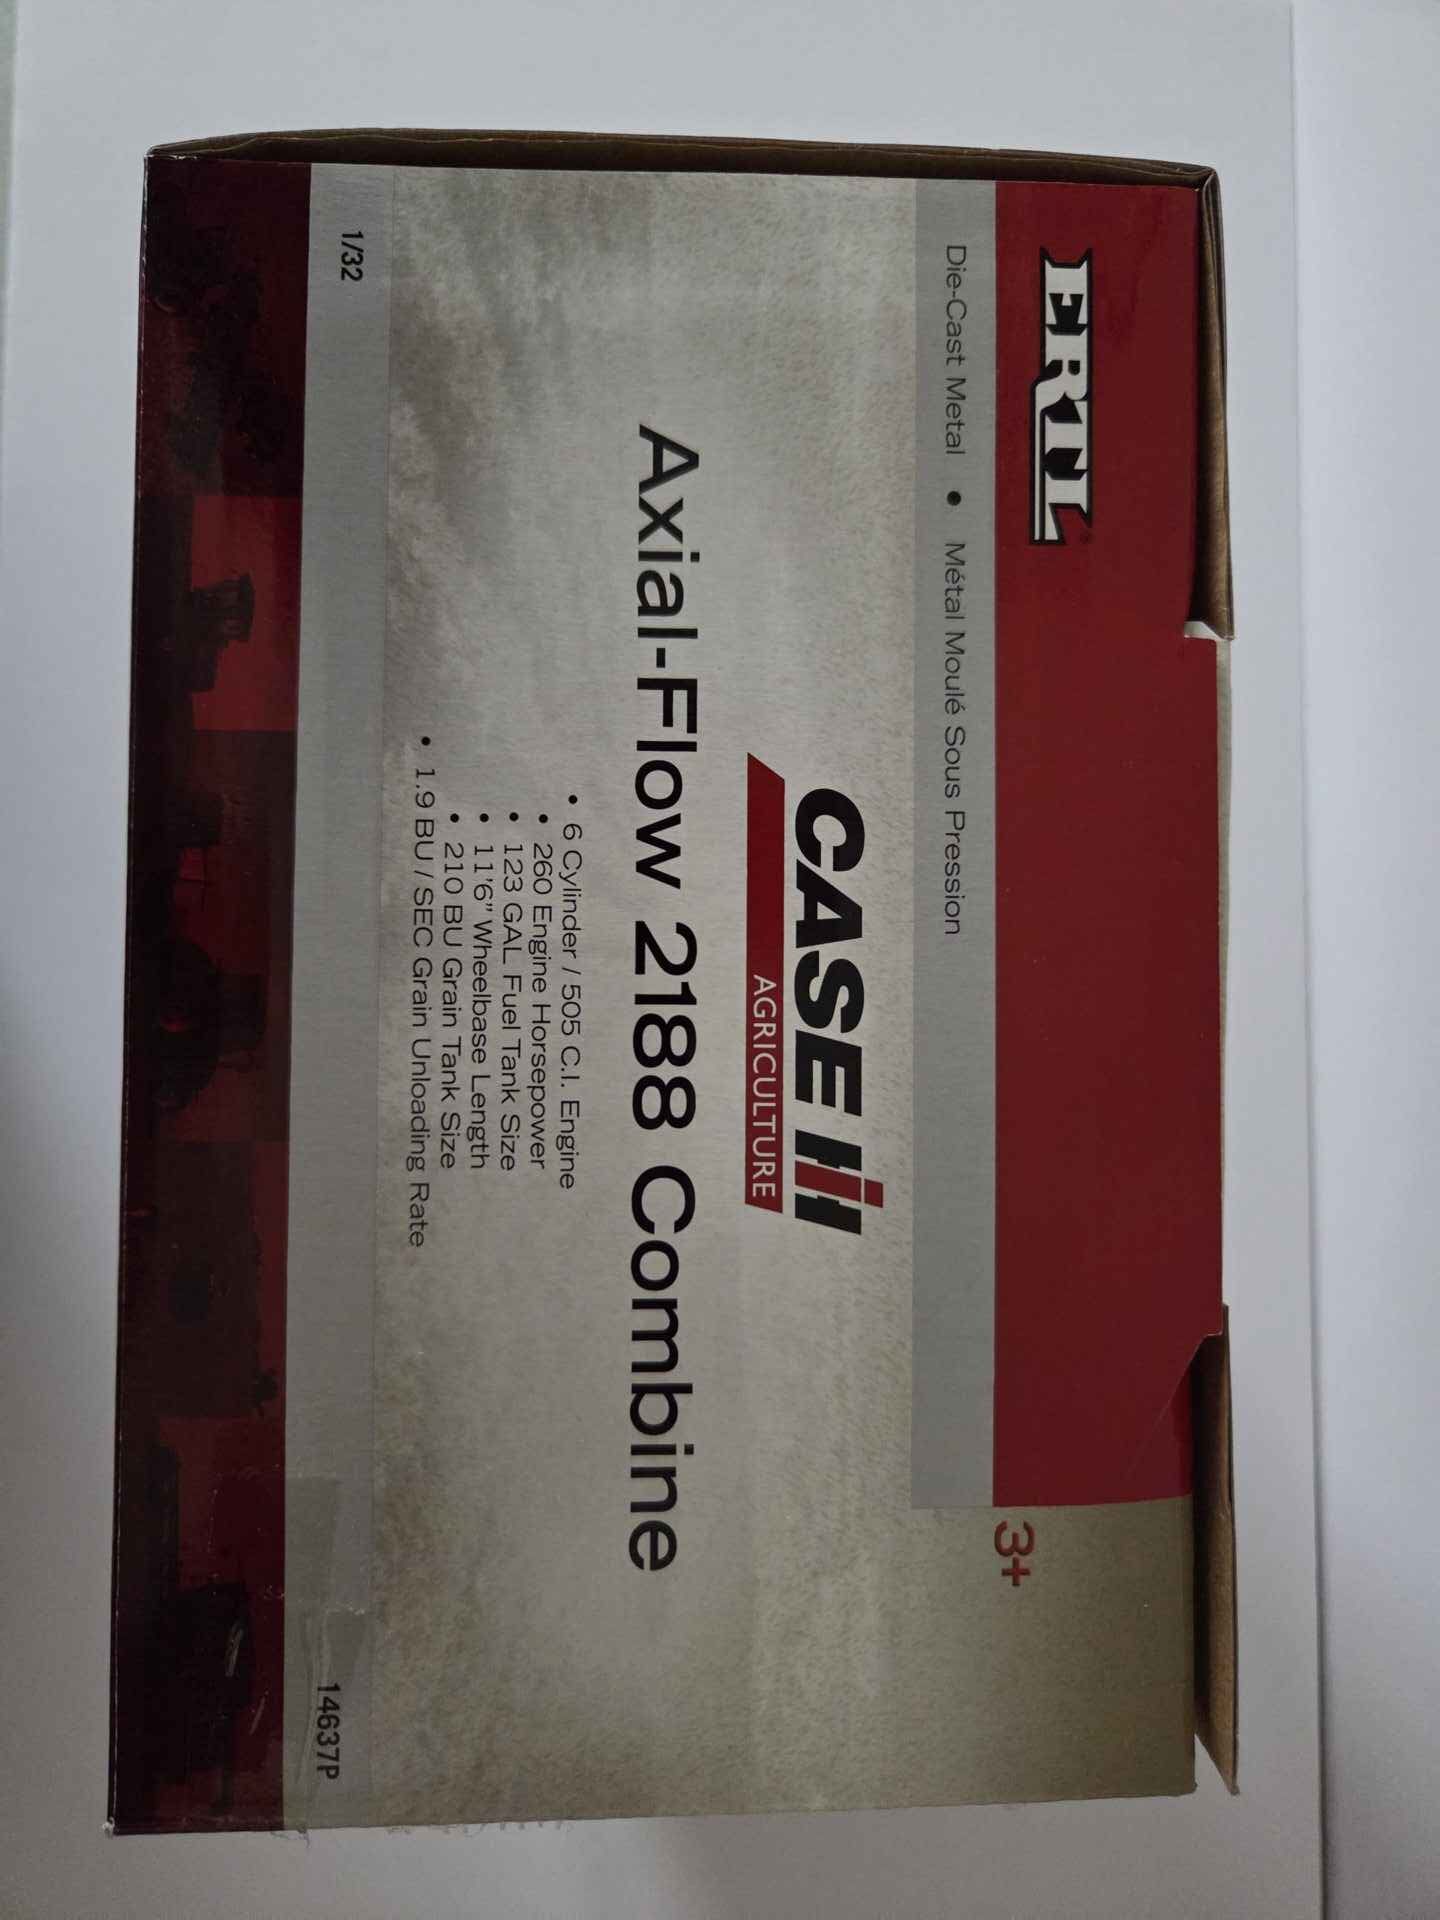 ERTL®
3+
Die-Cast Metal • Métal Moulé Sous Pression
CASE IH
AGRICULTURE
Axial-Flow 2188 Combine
• 6 Cylinder / 505 C.I. Engine
• 260 Engine Horsepower
• 123 GAL Fuel Tank Size
• 11'6" Wheelbase Length
• 210 BU Grain Tank Size
• 1.9 BU / SEC Grain Unloading Rate
1/32
14637P